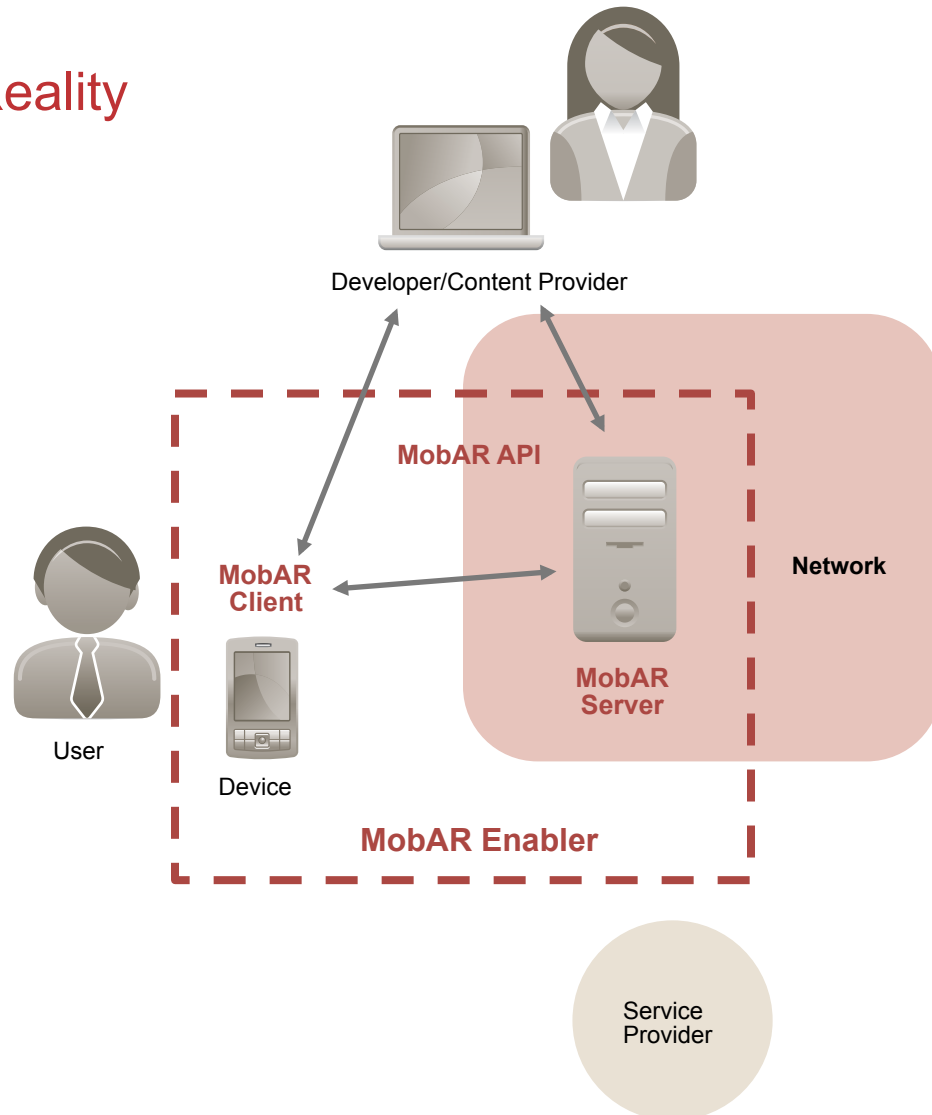 eality
Developer/Content Provider
MobAR API
MobAR
Client
Network
MobAR
Server
User
Device
MobAR Enabler
Service
Provider